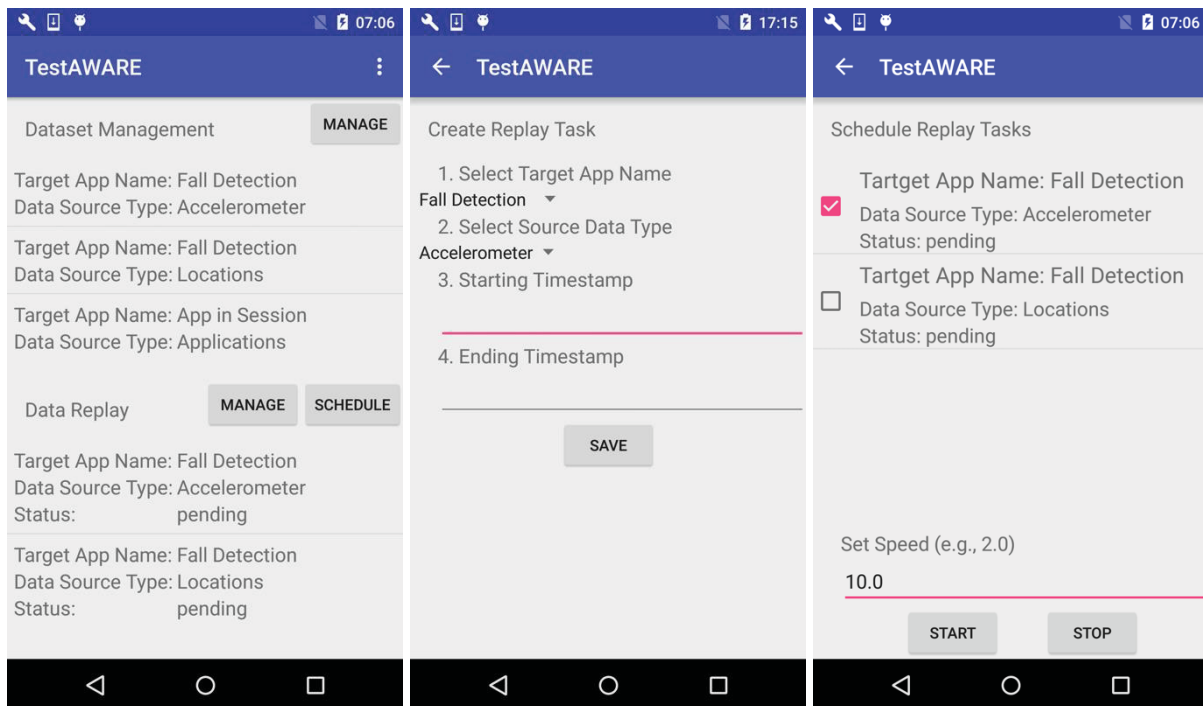 07:06
TestAWARE
Dataset Management
MANAGE
Target App Name: Fall Detection
Data Source Type: Accelerometer
Target App Name: Fall Detection
Data Source Type: Locations
Target App Name: App in Session
Data Source Type: Applications
Data Replay
MANAGE
SCHEDULE
Target App Name: Fall Detection
Data Source Type: Accelerometer
Status: pending
Target App Name: Fall Detection
Data Source Type: Locations
Status: pending
17:15
TestAWARE
Create Replay Task
1. Select Target App Name
Fall Detection
2. Select Source Data Type
Accelerometer
3. Starting Timestamp
4. Ending Timestamp
SAVE
07:06
TestAWARE
Schedule Replay Tasks
Tartget App Name: Fall Detection
Data Source Type: Accelerometer
Status: pending
Tartget App Name: Fall Detection
Data Source Type: Locations
Status: pending
Set Speed (e.g., 2.0)
10.0
START
STOP